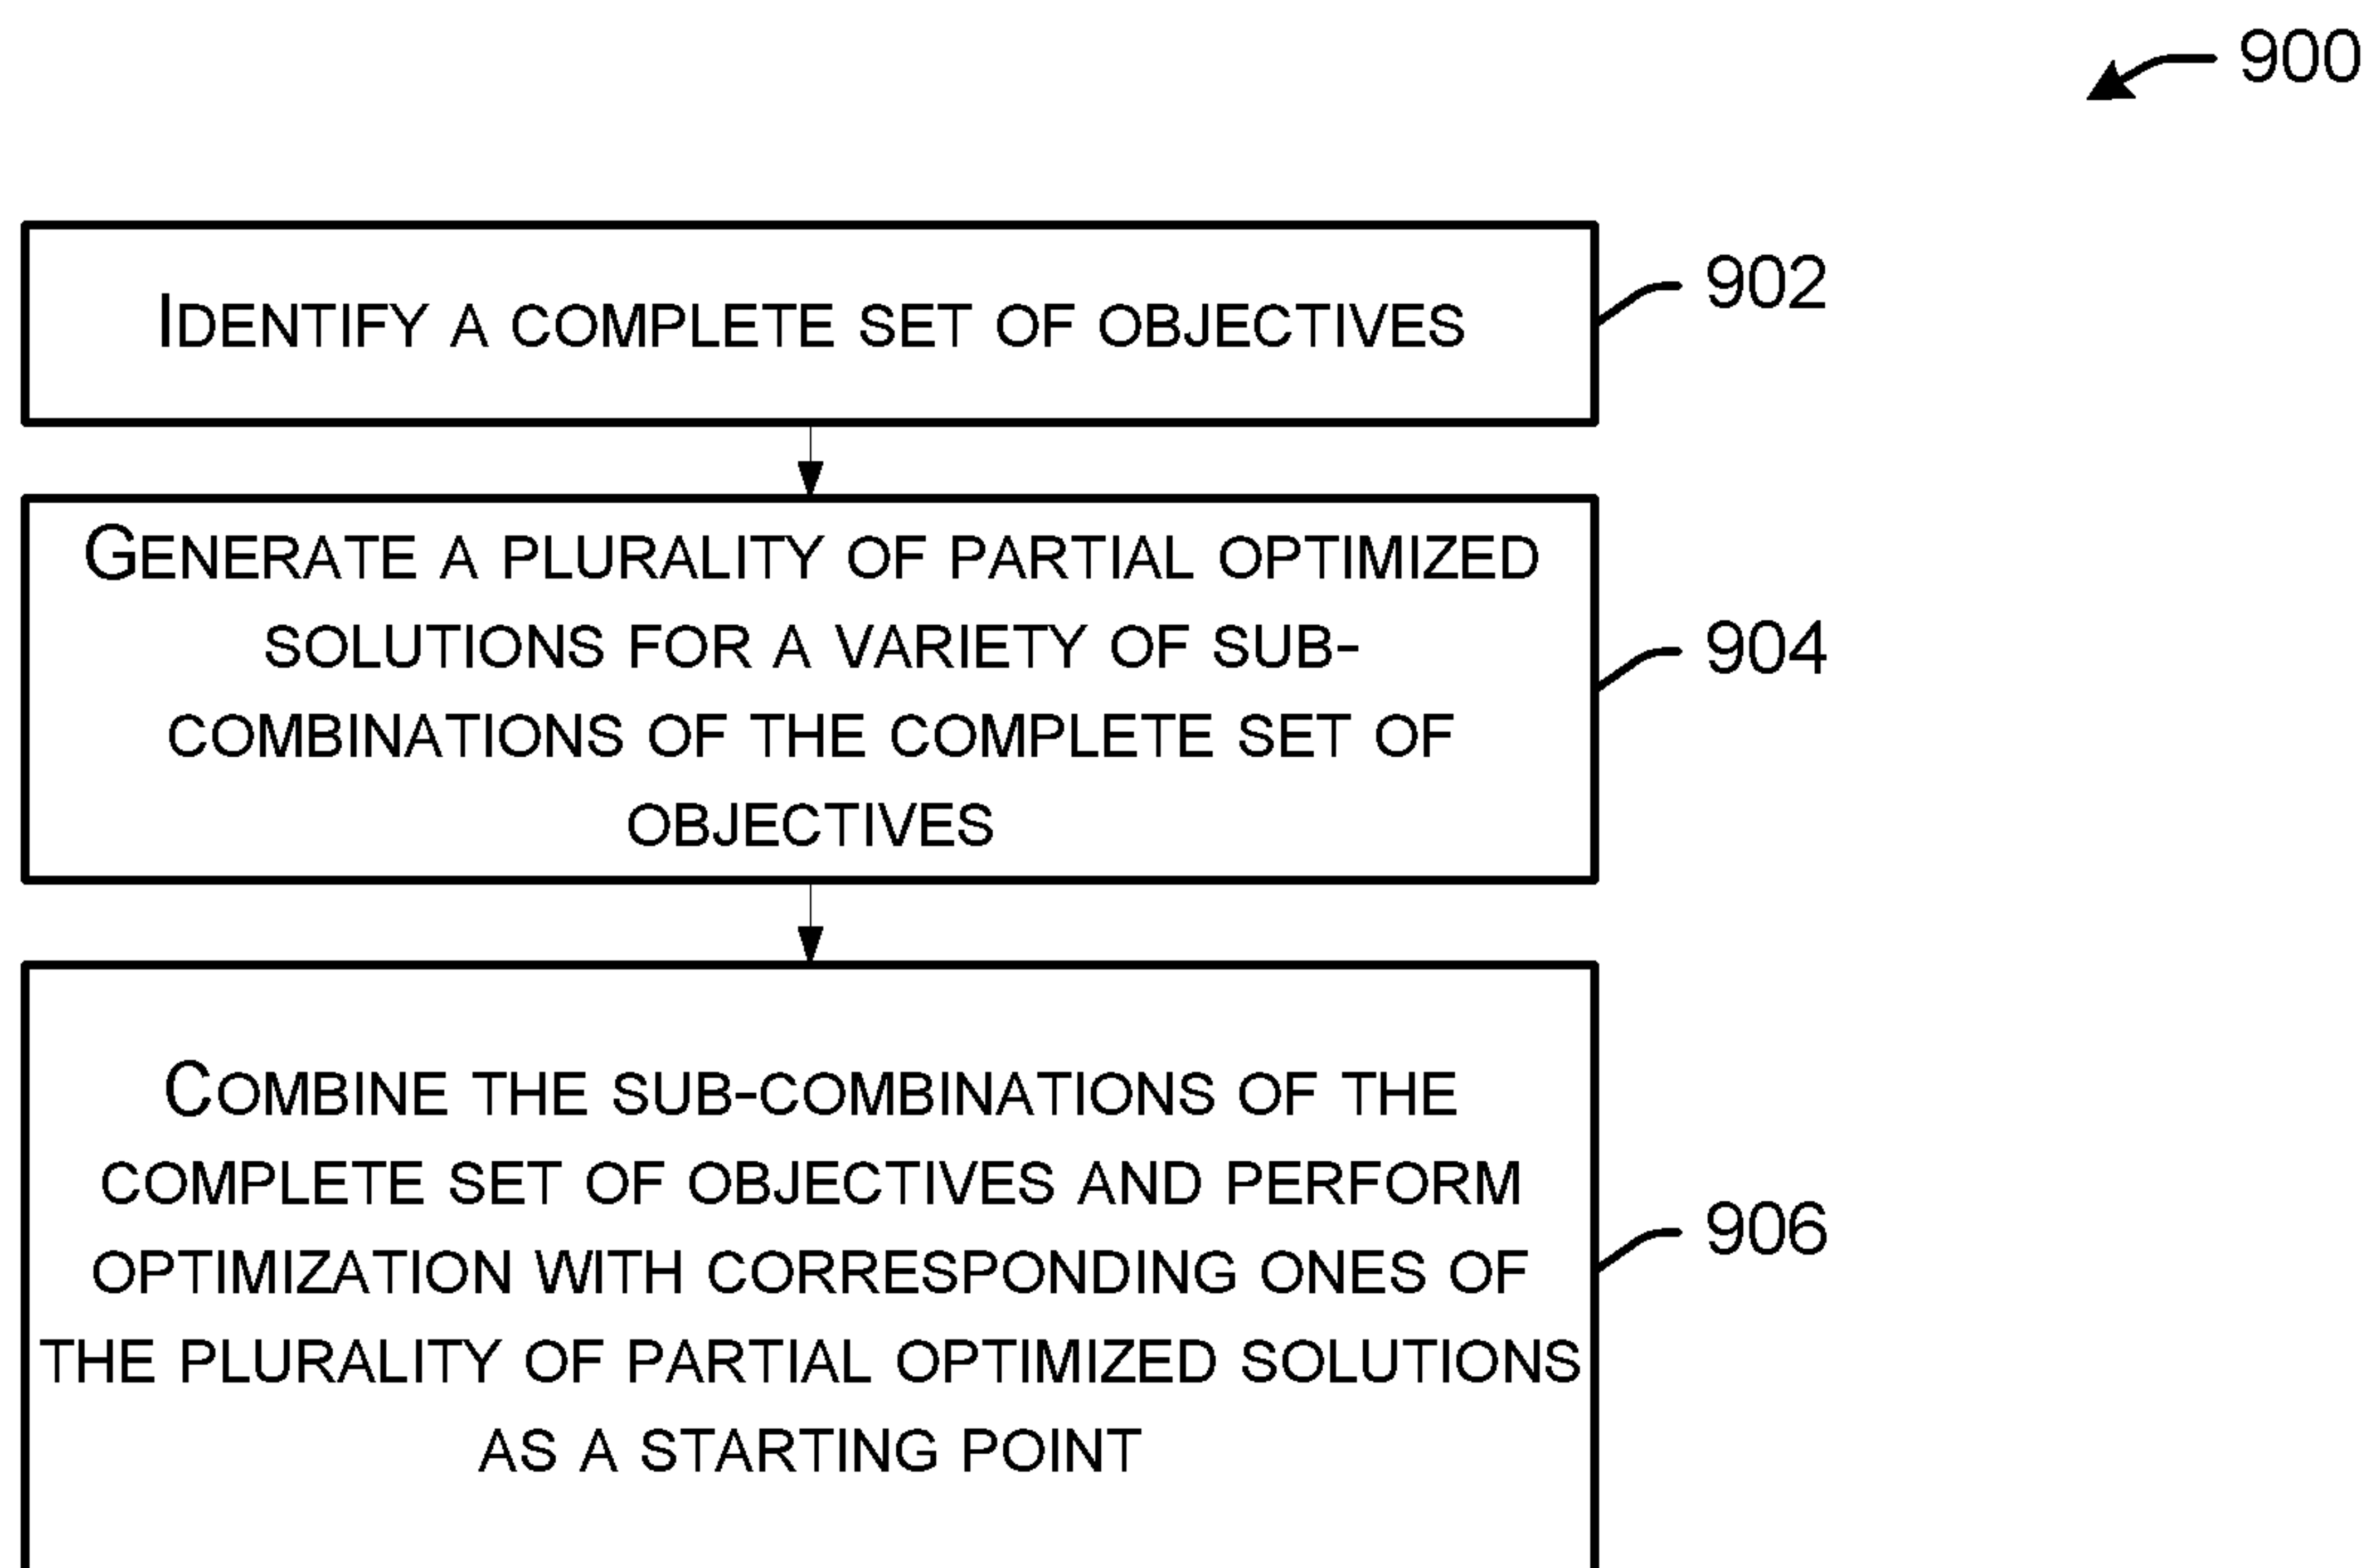 900
IDENTIFY A COMPLETE SET OF OBJECTIVES
902
GENERATE A PLURALITY OF PARTIAL OPTIMIZED
SOLUTIONS FOR A VARIETY OF SUB-
COMBINATIONS OF THE COMPLETE SET OF
OBJECTIVES
904
COMBINE THE SUB-COMBINATIONS OF THE
COMPLETE SET OF OBJECTIVES AND PERFORM
OPTIMIZATION WITH CORRESPONDING ONES OF
THE PLURALITY OF PARTIAL OPTIMIZED SOLUTIONS
AS A STARTING POINT
906